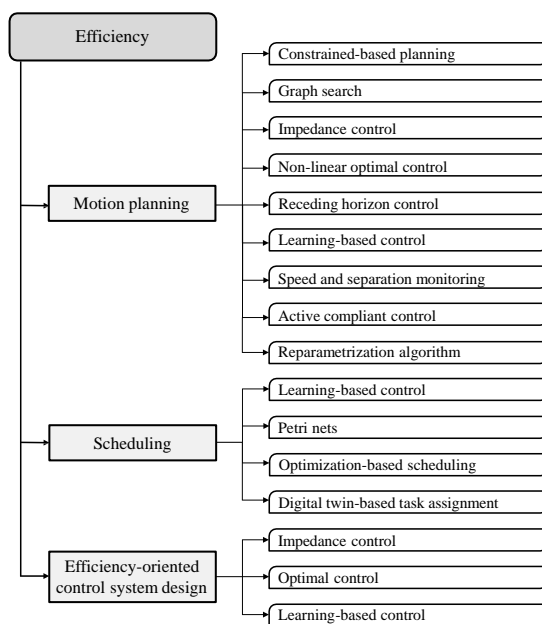 Efficiency
Motion planning
Constrained-based planning
Graph search
Impedance control
Non-linear optimal control
Receding horizon control
Learning-based control
Speed and separation monitoring
Active compliant control
Reparametrization algorithm
Scheduling
Learning-based control
Petri nets
Optimization-based scheduling
Digital twin-based task assignment
Efficiency-oriented
control system design
Impedance control
Optimal control
Learning-based control